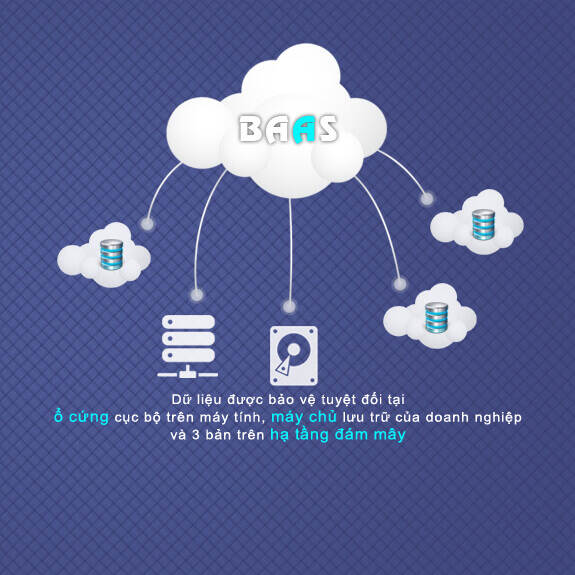 BAAS
Dữ liệu được bảo vệ tuyệt đối tại
ổ cứng cục bộ trên máy tính, máy chủ lưu trữ của doanh nghiệp
và 3 bản trên hạ tầng đám mây